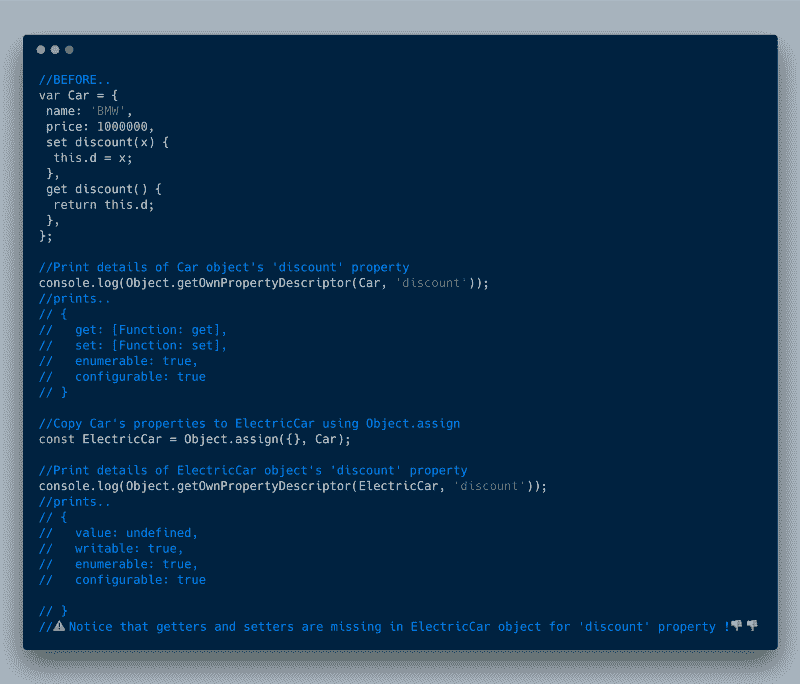 //BEFORE..
var Car = {
 name: 'BMW',
 price: 1000000,
 set discount(x) {
  this.d = x;
 },
 get discount() {
  return this.d;
 },
};

//Print details of Car object's 'discount' property
console.log(Object.getOwnPropertyDescriptor(Car, 'discount'));
//prints..
// {
//   get: [Function: get],
//   set: [Function: set],
//   enumerable: true,
//   configurable: true
// }

//Copy Car's properties to ElectricCar using Object.assign
const ElectricCar = Object.assign({}, Car);

//Print details of ElectricCar object's 'discount' property
console.log(Object.getOwnPropertyDescriptor(ElectricCar, 'discount'));
//prints..
// {
//   value: undefined,
//   writable: true,
//   enumerable: true,
//   configurable: true

// }
//⚠️Notice that getters and setters are missing in ElectricCar object for 'discount' property !👎👎